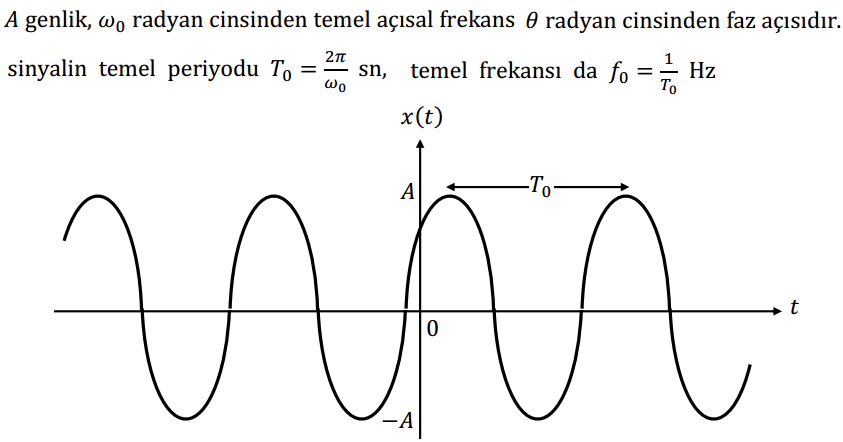 A genlik, ω₀ radyan cinsinden temel açısal frekans θ radyan cinsinden faz açısıdır.
sinyalin temel periyodu T₀ = 2π/ω₀ sn, temel frekansı da f₀ = 1/T₀ Hz
x(t)
A
T₀
t
0
−A